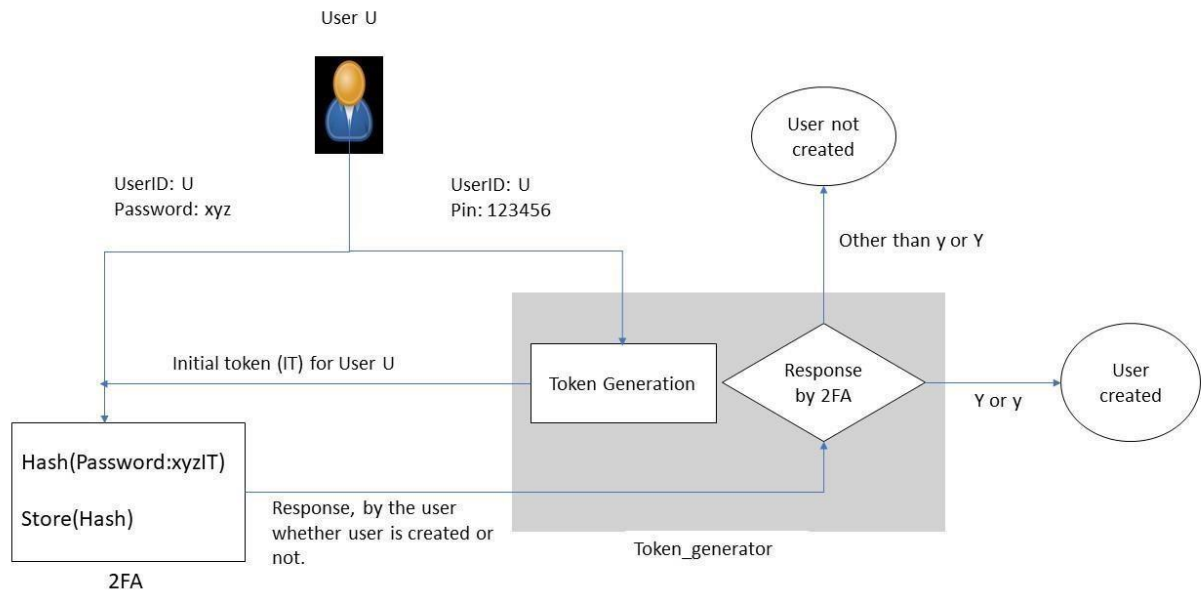 User U
UserID: U
Password: xyz
UserID: U
Pin: 123456
User not
created
Other than y or Y
Initial token (IT) for User U
Token Generation
Response
by 2FA
Y or y
User
created
Hash(Password:xyzIT)
Store(Hash)
Response, by the user
whether user is created or
not.
Token_generator
2FA